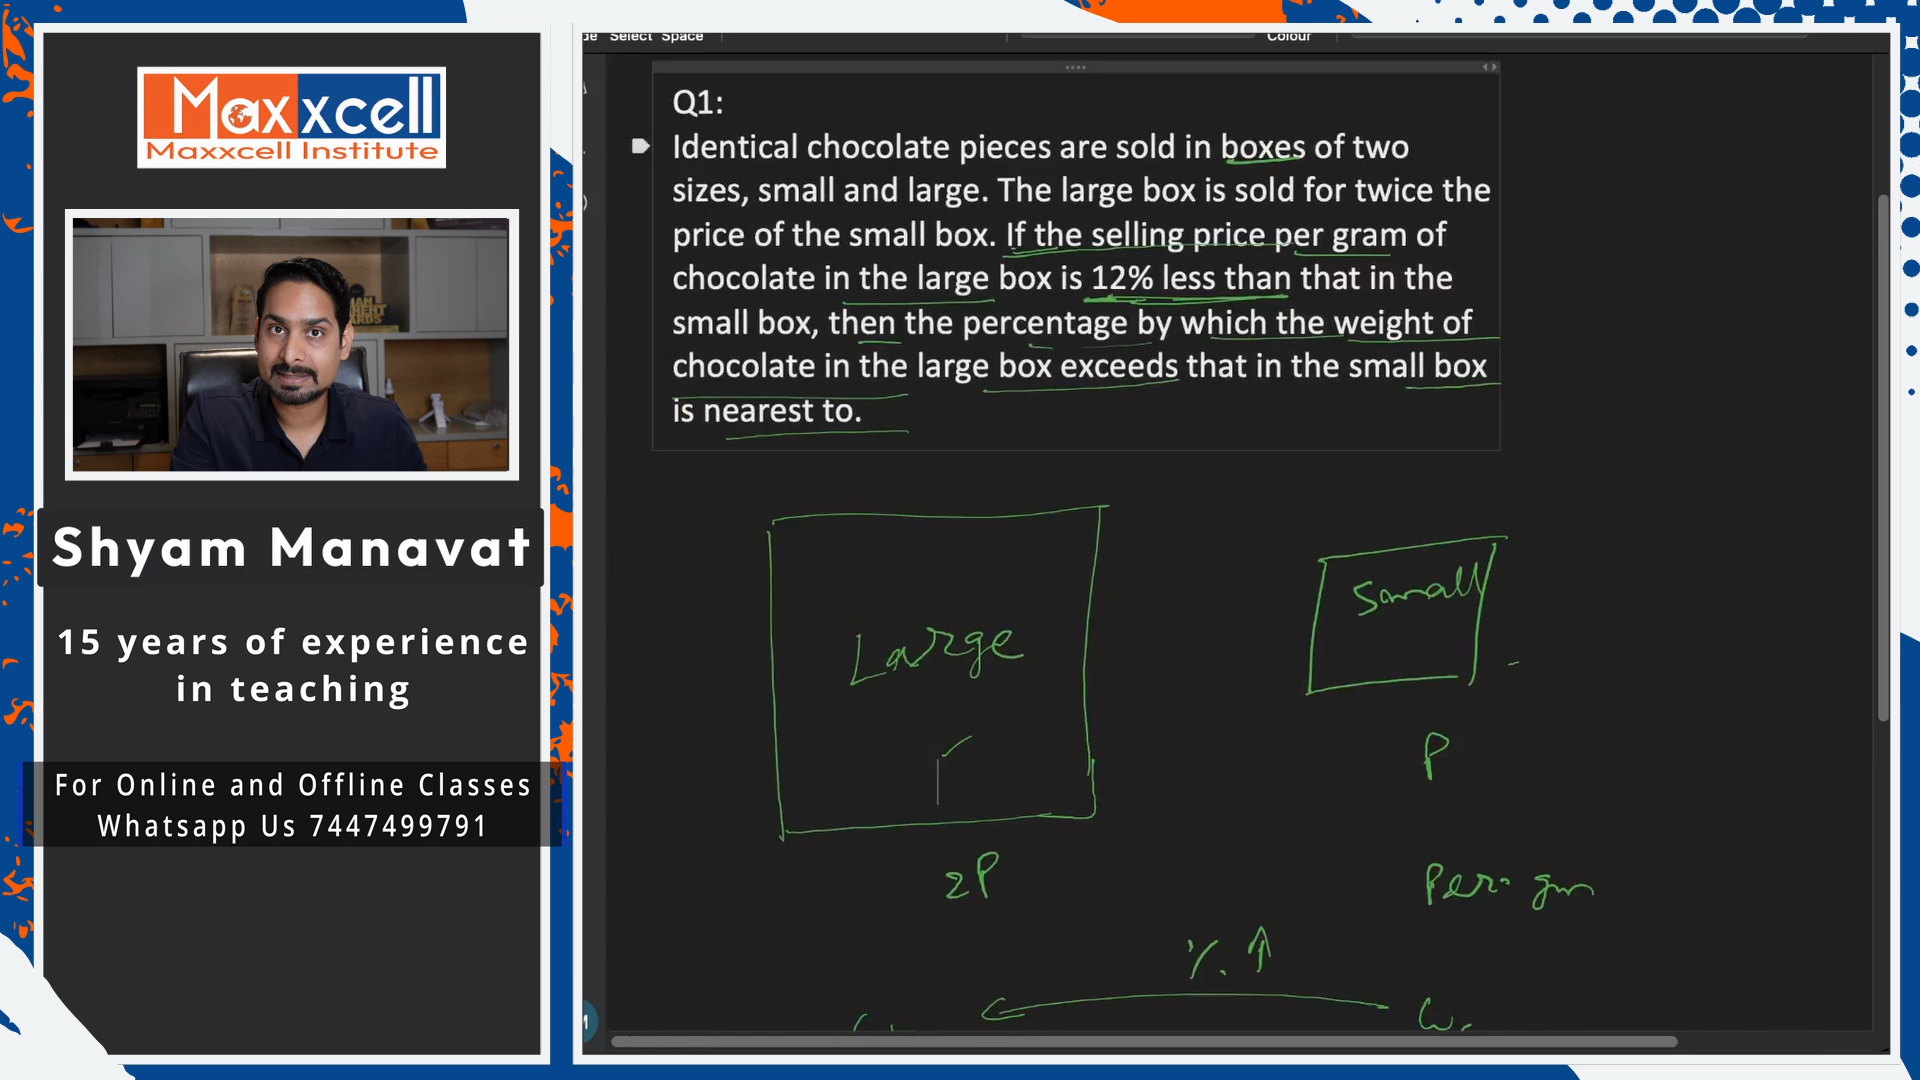 de Select Space
Colour
Maxxcell
Maxxcell Institute
Q1:
Identical chocolate pieces are sold in boxes of two
sizes, small and large. The large box is sold for twice the
price of the small box. If the selling price per gram of
chocolate in the large box is 12% less than that in the
small box, then the percentage by which the weight of
chocolate in the large box exceeds that in the small box
is nearest to.
Shyam Manavat
15 years of experience
in teaching
For Online and Offline Classes
Whatsapp Us 7447499791
Large
Small
P
2P
Per gm
% ↑